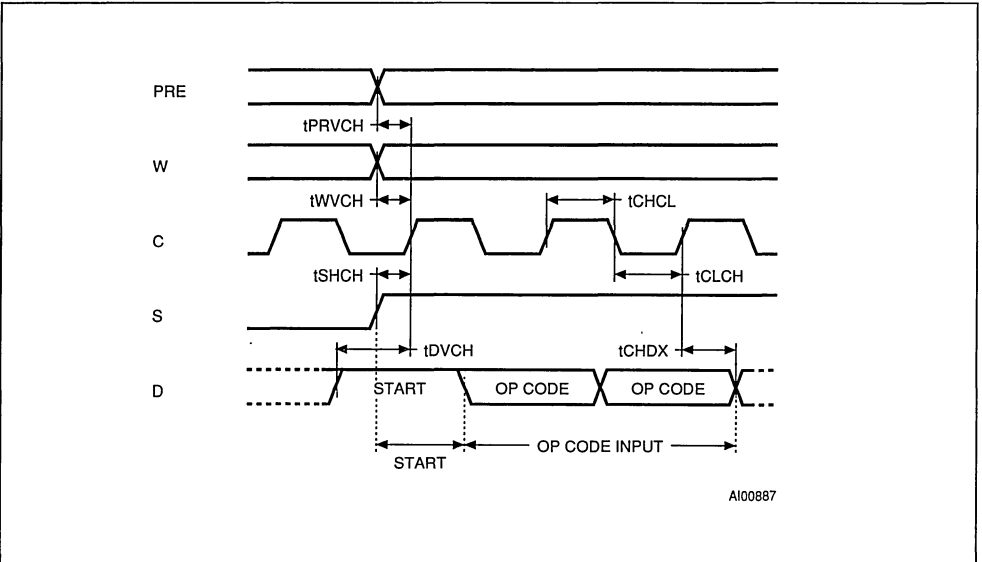 PRE
tPRVCH
W
tWVCH
tCHCL
C
tSHCH
tCLCH
S
tDVCH
tCHDX
D
START
OP CODE
OP CODE
OP CODE INPUT
START
AI00887